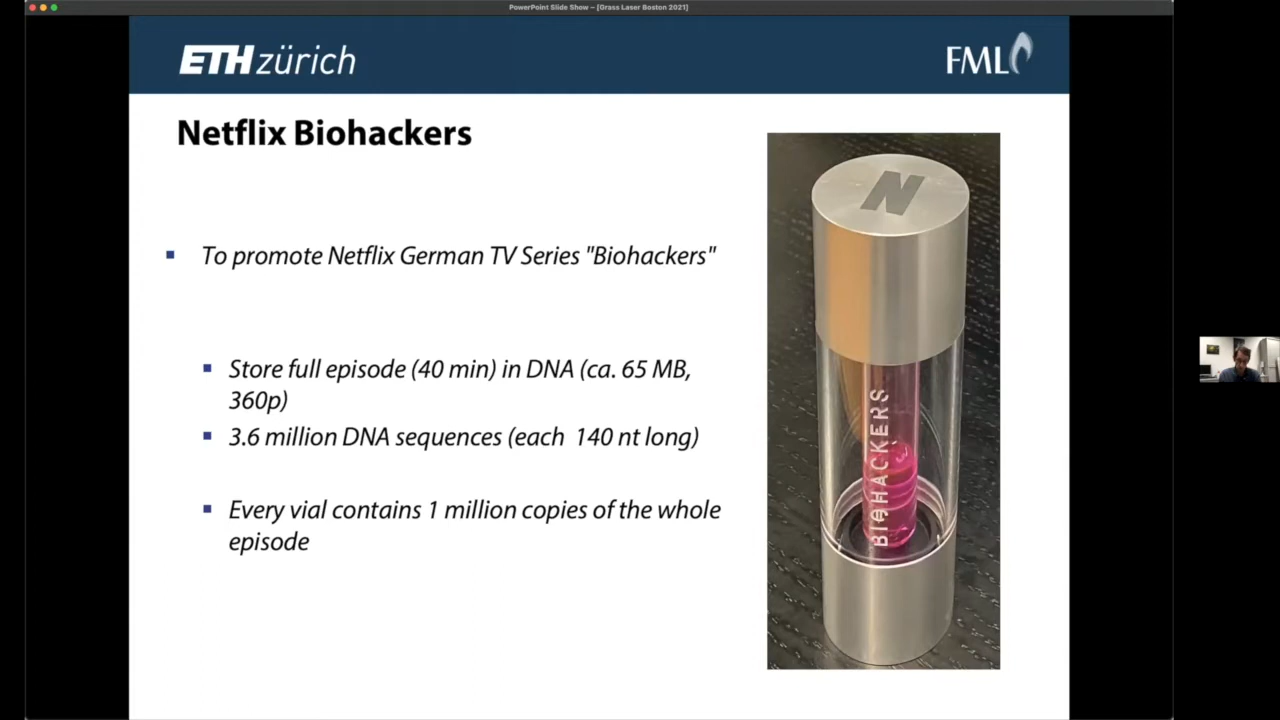 PowerPoint Slide Show – [Grass Laser Boston 2021]
ETH zürich
FML
Netflix Biohackers
To promote Netflix German TV Series "Biohackers"
Store full episode (40 min) in DNA (ca. 65 MB,
360p)
3.6 million DNA sequences (each 140 nt long)
Every vial contains 1 million copies of the whole
episode
N
BIOHACKERS